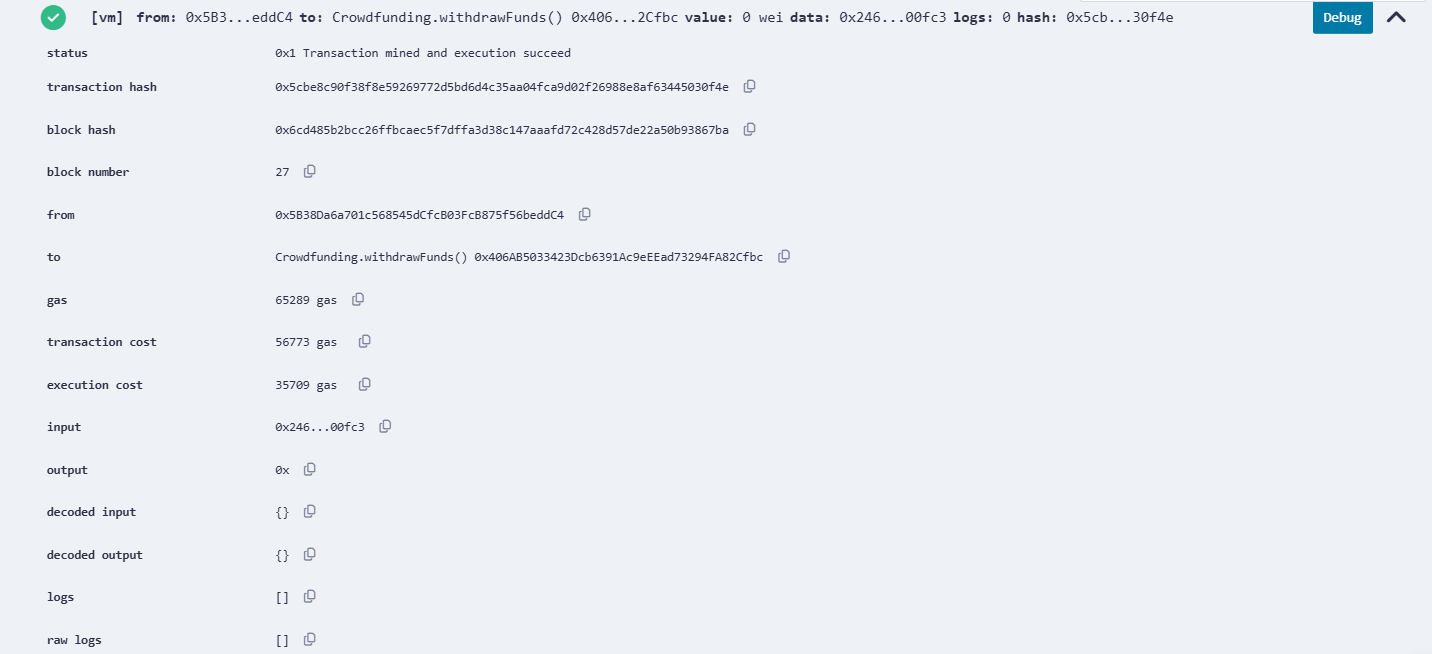 [vm] from: 0x5B3...eddC4 to: Crowdfunding.withdrawFunds() 0x406...2Cfbc value: 0 wei data: 0x246...00fc3 logs: 0 hash: 0x5cb...30f4e Debug
status 0x1 Transaction mined and execution succeed
transaction hash 0x5cbe8c90f38f8e59269772d5bd6d4c35aa04fca9d02f26988e8af63445030f4e
block hash 0x6cd485b2bcc26ffbcaec5f7dffa3d38c147aaafd72c428d57de22a50b93867ba
block number 27
from 0x5B38Da6a701c568545dCfcB03FcB875f56beddC4
to Crowdfunding.withdrawFunds() 0x406AB5033423Dcb6391Ac9eEEad73294FA82Cfbc
gas 65289 gas
transaction cost 56773 gas
execution cost 35709 gas
input 0x246...00fc3
output 0x
decoded input {}
decoded output {}
logs []
raw logs []